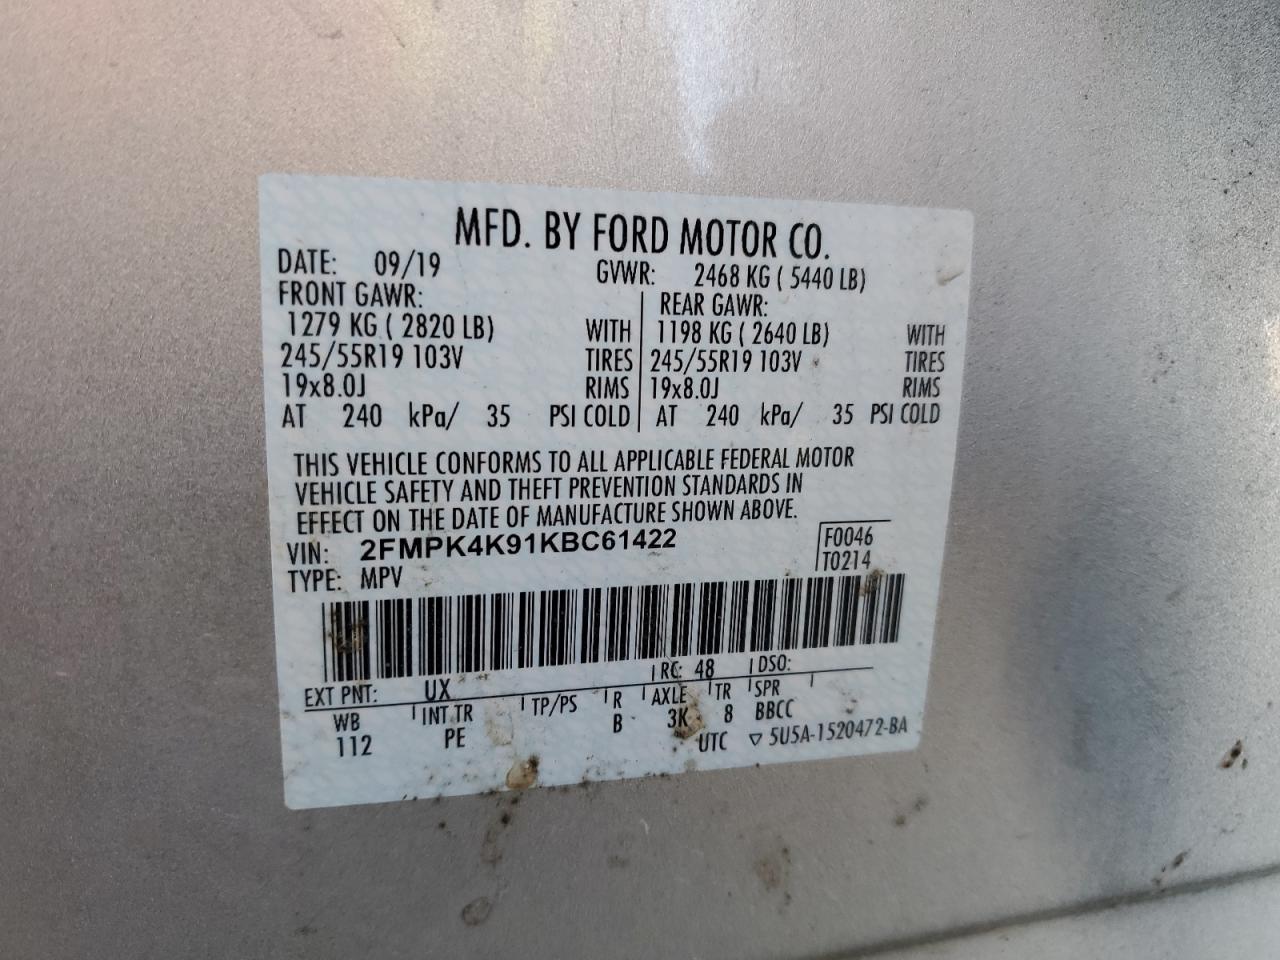 MFD. BY FORD MOTOR CO.
DATE: 09/19 GVWR: 2468 KG ( 5440 LB)
FRONT GAWR: REAR GAWR:
1279 KG ( 2820 LB) WITH 1198 KG ( 2640 LB) WITH
245/55R19 103V TIRES 245/55R19 103V TIRES
19x8.0J RIMS 19x8.0J RIMS
AT 240 kPa/ 35 PSI COLD AT 240 kPa/ 35 PSI COLD
THIS VEHICLE CONFORMS TO ALL APPLICABLE FEDERAL MOTOR
VEHICLE SAFETY AND THEFT PREVENTION STANDARDS IN
EFFECT ON THE DATE OF MANUFACTURE SHOWN ABOVE.
VIN: 2FMPK4K91KBC61422 F0046
TYPE: MPV T0214
EXT PNT: UX RC: 48 DSO:
WB INT TR TP/PS R AXLE TR SPR
112 PE B 3K 8 BBCC
UTC ▽ 5U5A-1520472-BA